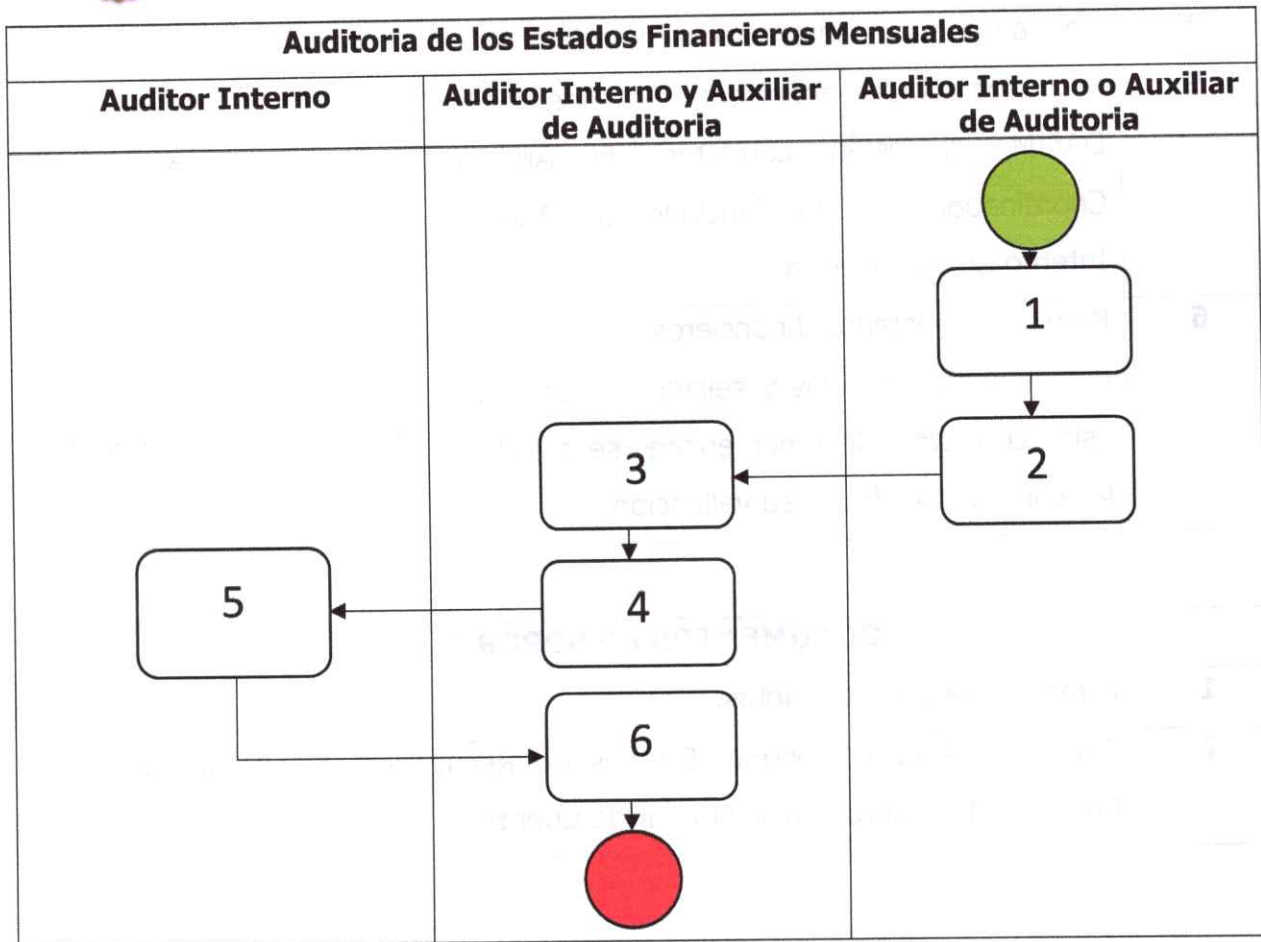 Auditoria de los Estados Financieros Mensuales
Auditor Interno
Auditor Interno y Auxiliar
de Auditoria
Auditor Interno o Auxiliar
de Auditoria
1
2
3
4
5
6